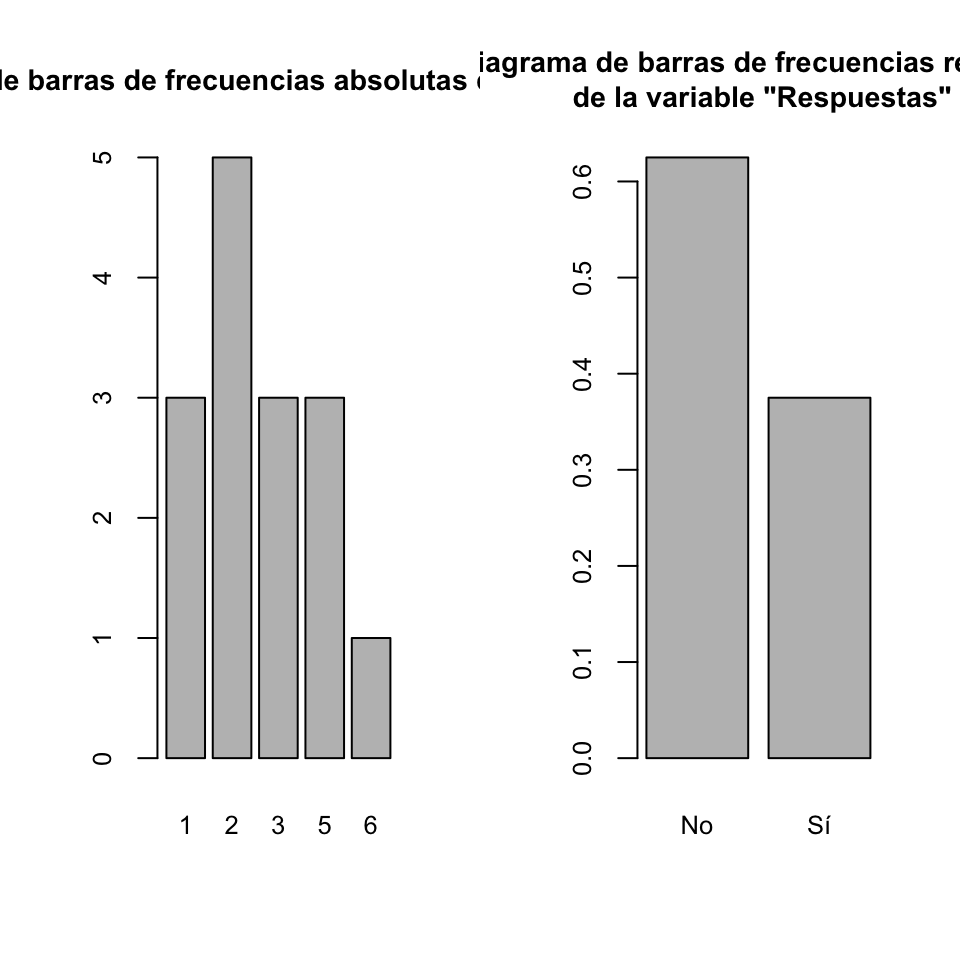 de barras de frecuencias absolutas
5
4
3
2
1
0
1 2 3 5 6
iagrama de barras de frecuencias re
de la variable "Respuestas"
0.6
0.5
0.4
0.3
0.2
0.1
0.0
No Sí